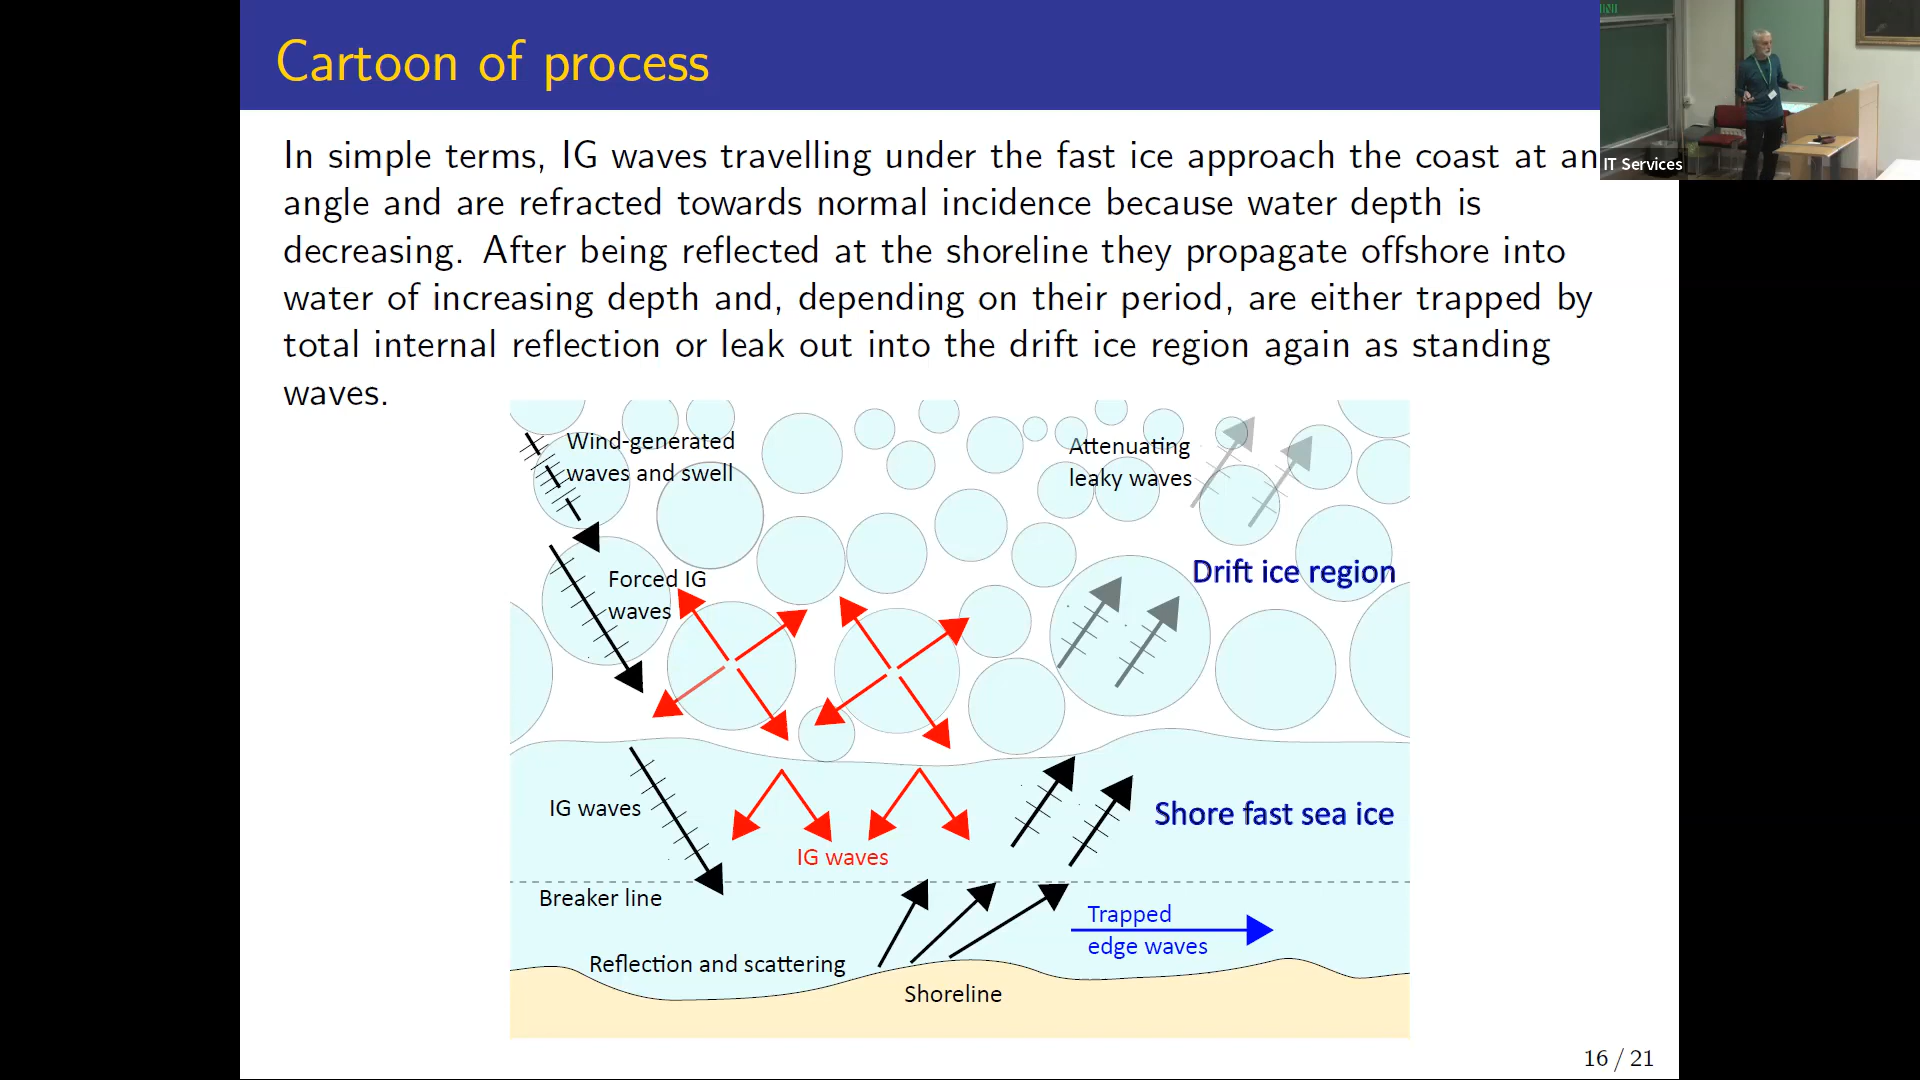 Cartoon of process
In simple terms, IG waves travelling under the fast ice approach the coast at an
angle and are refracted towards normal incidence because water depth is
decreasing. After being reflected at the shoreline they propagate offshore into
water of increasing depth and, depending on their period, are either trapped by
total internal reflection or leak out into the drift ice region again as standing
waves.
IT Services
Wind-generated
waves and swell
Attenuating
leaky waves
Drift ice region
Forced IG
waves
IG waves
Shore fast sea ice
IG waves
Breaker line
Trapped
edge waves
Reflection and scattering
Shoreline
16 / 21